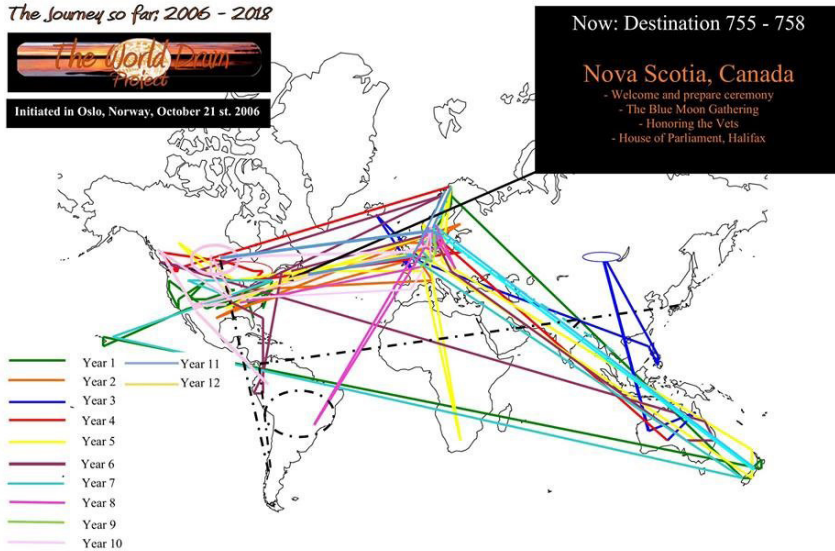 The Journey so far; 2006 - 2018
The World Drum
Project
Initiated in Oslo, Norway, October 21 st. 2006
Now: Destination 755 - 758
Nova Scotia, Canada
- Welcome and prepare ceremony
- The Blue Moon Gathering
- Honoring the Vets
- House of Parliament, Halifax
Year 1
Year 2
Year 3
Year 4
Year 5
Year 6
Year 7
Year 8
Year 9
Year 10
Year 11
Year 12